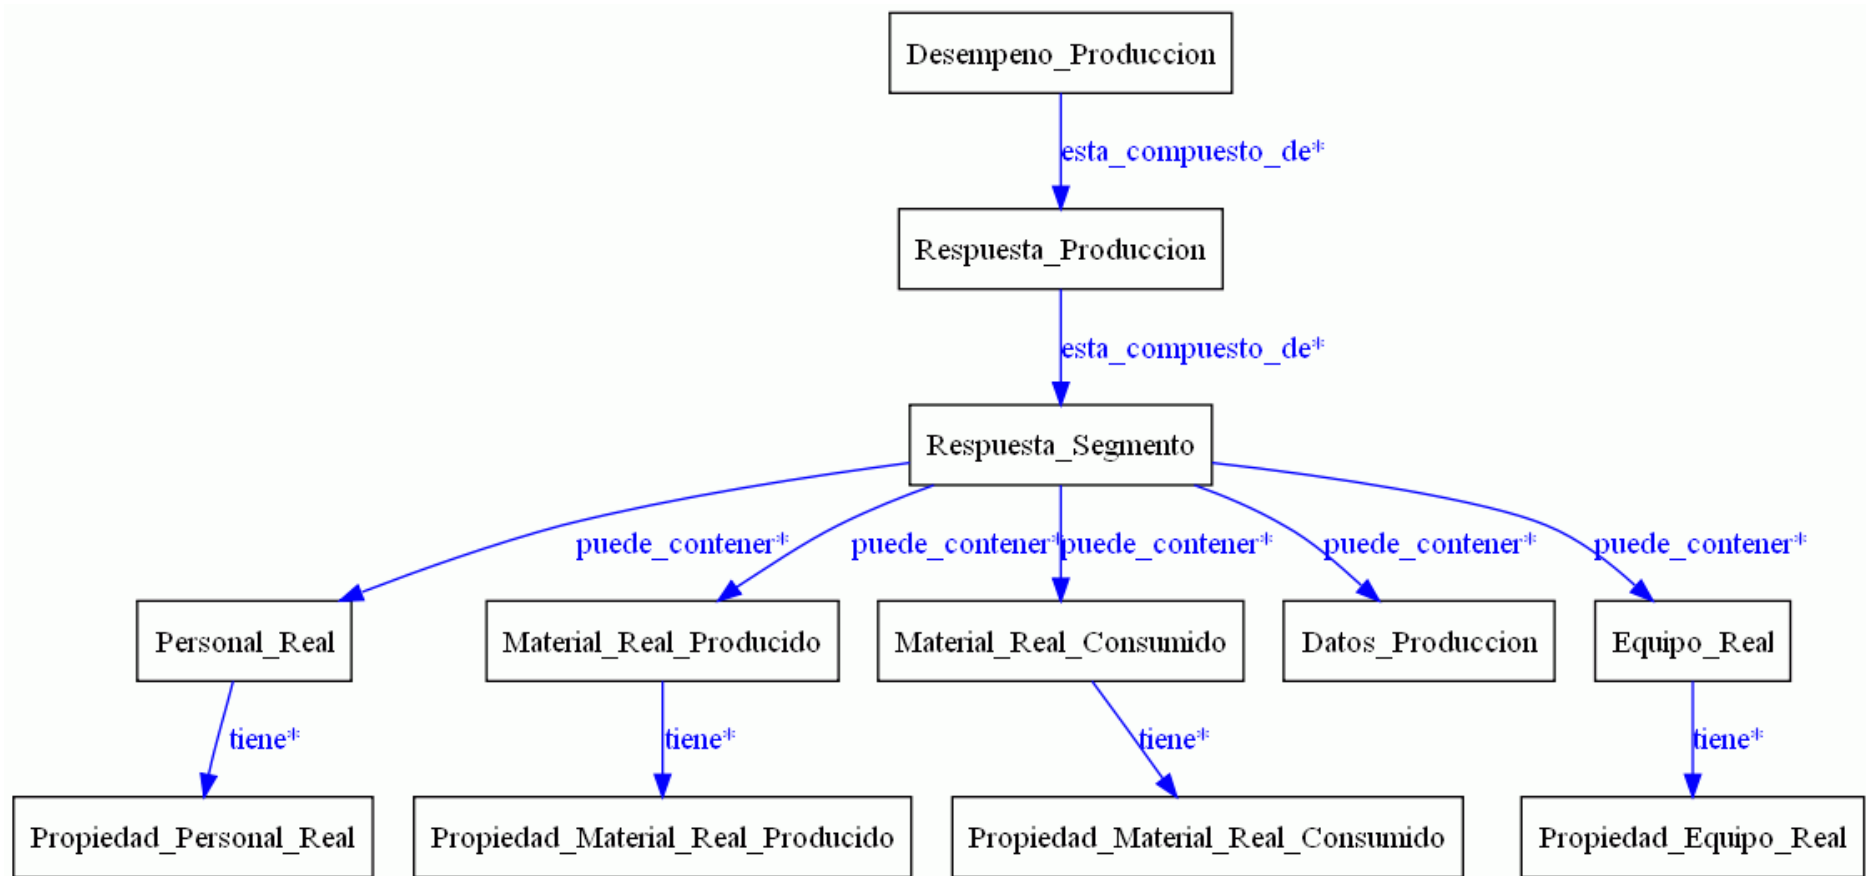 Desempeno_Produccion
esta_compuesto_de*
Respuesta_Produccion
esta_compuesto_de*
Respuesta_Segmento
puede_contener*
puede_contener*
puede_contener*
puede_contener*
puede_contener*
Personal_Real
Material_Real_Producido
Material_Real_Consumido
Datos_Produccion
Equipo_Real
tiene*
tiene*
tiene*
tiene*
Propiedad_Personal_Real
Propiedad_Material_Real_Producido
Propiedad_Material_Real_Consumido
Propiedad_Equipo_Real